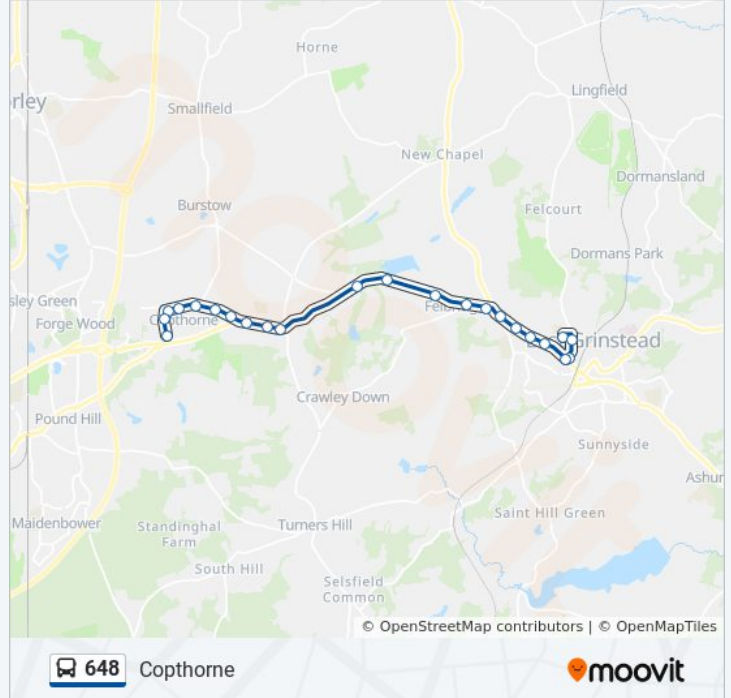 Horne
Lingfield
rley
Smallfield
New Chapel
Dormansland
Burstow
Felcourt
Dormans Park
sley Green
Forge Wood
Copthorne
Felbridge
Grinstead
Crawley Down
Pound Hill
Sunnyside
Ashur
Saint Hill Green
Maidenbower
Standinghal
Farm
Turners Hill
South Hill
Selsfield
Common
© OpenStreetMap contributors | © OpenMapTiles
648 Copthorne
moovit